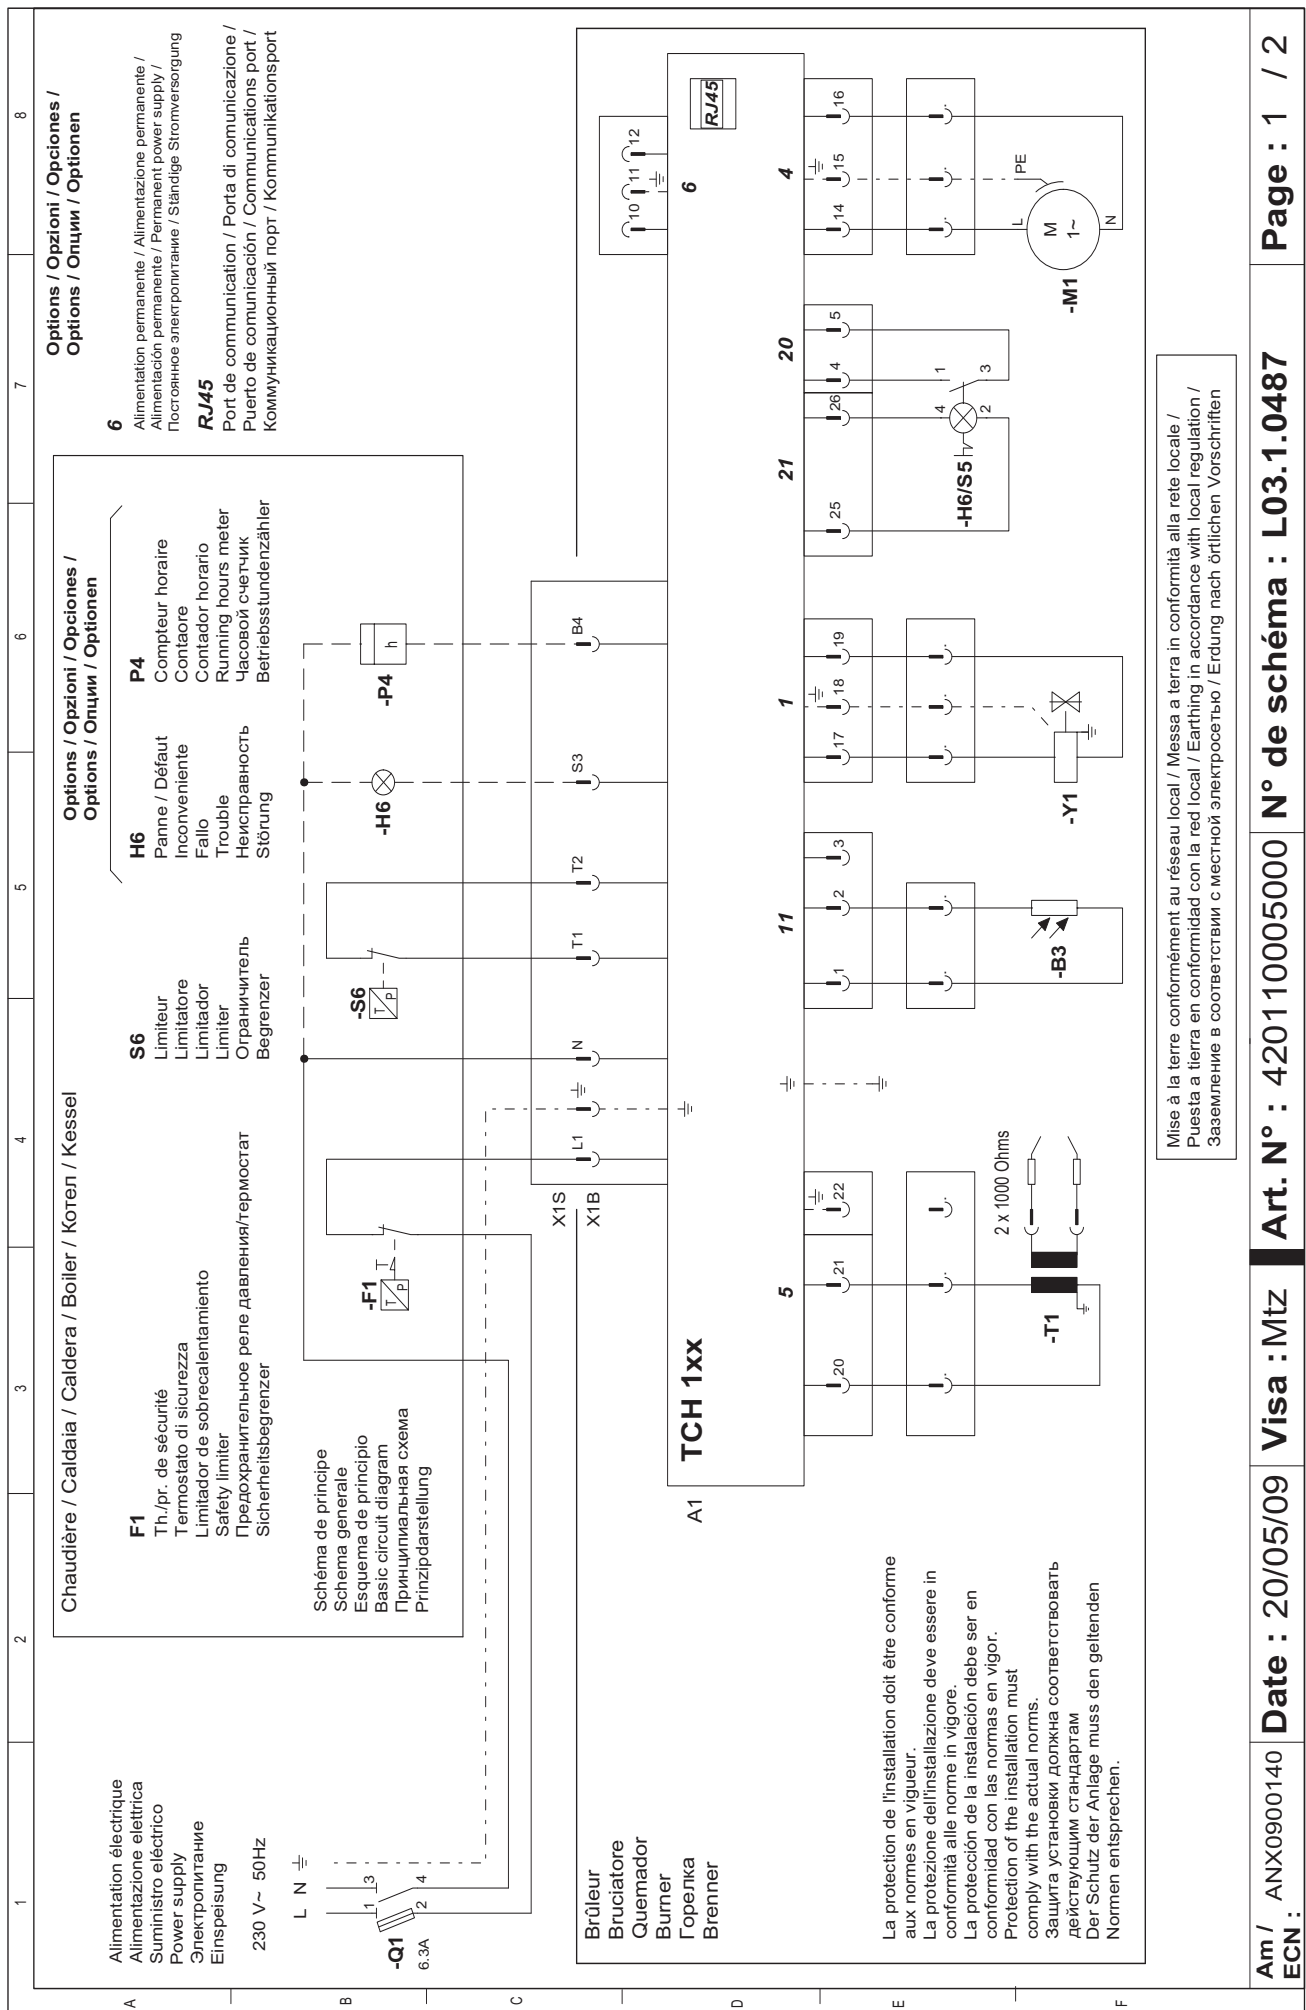 1
2
3
4
5
6
7
8
A
B
C
D
E
F
Alimentation électrique
Alimentazione elettrica
Suministro eléctrico
Power supply
Электропитание
Einspeisung
230 V~ 50Hz
L N
1 3
2 4
-Q1
6.3A
Chaudière / Caldaia / Caldera / Boiler / Котел / Kessel
F1
Th./pr. de sécurité
Termostato di sicurezza
Limitador de sobrecalentamiento
Safety limiter
Предохранительное реле давления/термостат
Sicherheitsbegrenzer
S6
Limiteur
Limitatore
Limitador
Limiter
Ограничитель
Begrenzer
Options / Opzioni / Opciones /
Options / Опции / Optionen
H6
Panne / Défaut
Inconveniente
Fallo
Trouble
Неисправность
Störung
P4
Compteur horaire
Contaore
Contador horario
Running hours meter
Часовой счетчик
Betriebsstundenzähler
Schéma de principe
Schema generale
Esquema de principio
Basic circuit diagram
Принципиальная схема
Prinzipdarstellung
-F1
T
P
-S6
T
P
-H6
-P4
h
Options / Opzioni / Opciones /
Options / Опции / Optionen
6
Alimentation permanente / Alimentazione permanente /
Alimentación permanente / Permanent power supply /
Постоянное электропитание / Ständige Stromversorgung
RJ45
Port de communication / Porta di comunicazione /
Puerto de comunicación / Communications port /
Коммуникационный порт / Kommunikationsport
X1S
X1B
L1
N
T1
T2
S3
B4
Brûleur
Bruciatore
Quemador
Burner
Горелка
Brenner
A1
TCH 1xx
10 11 12
6
RJ45
5
11
1
21
20
4
20 21 22
1 2 3
17 18 19
25 26 4 5
14 15 16
2 x 1000 Ohms
-T1
-B3
-Y1
-H6/S5
4 1
2 3
-M1
L
M
1~
N
PE
La protection de l'installation doit être conforme
aux normes en vigueur.
La protezione dell'installazione deve essere in
conformità alle norme in vigore.
La protección de la instalación debe ser en
conformidad con las normas en vigor.
Protection of the installation must
comply with the actual norms.
Защита установки должна соответствовать
действующим стандартам
Der Schutz der Anlage muss den geltenden
Normen entsprechen.
Mise à la terre conformément au réseau local / Messa a terra in conformità alla rete locale /
Puesta a tierra en conformidad con la red local / Earthing in accordance with local regulation /
Заземление в соответствии с местной электросетью / Erdung nach örtlichen Vorschriften
Am /
ECN : ANX0900140
Date : 20/05/09
Visa : Mtz
Art. N° : 420110005000
N° de schéma : L03.1.0487
Page : 1 / 2